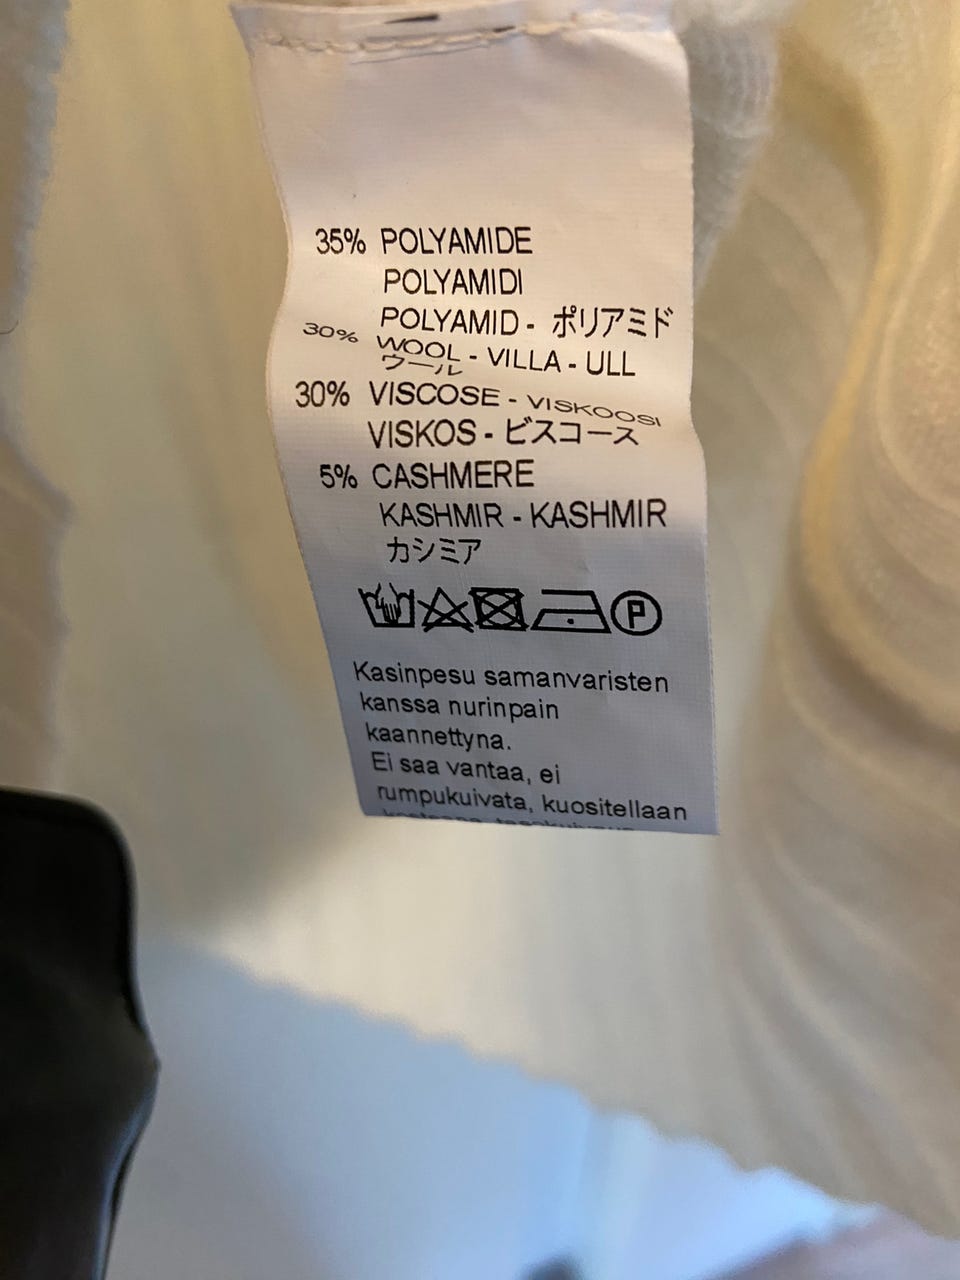 35% POLYAMIDE
POLYAMIDI
POLYAMID - ポリアミド
30% WOOL - VILLA - ULL
ウール
30% VISCOSE - VISKOOSI
VISKOS - ビスコース
5% CASHMERE
KASHMIR - KASHMIR
カシミア
P
Kasinpesu samanvaristen
kanssa nurinpain
kaannettyna.
Ei saa vantaa, ei
rumpukuivata, kuositellaan